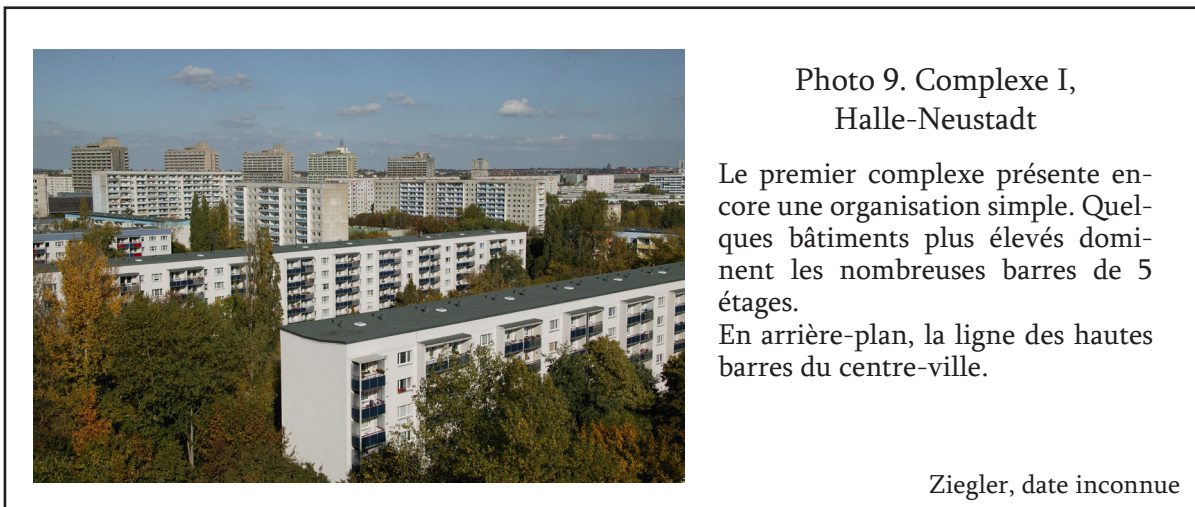 Photo 9. Complexe I,
Halle-Neustadt
Le premier complexe présente en-
core une organisation simple. Quel-
ques bâtiments plus élevés domi-
nent les nombreuses barres de 5
étages.
En arrière-plan, la ligne des hautes
barres du centre-ville.
Ziegler, date inconnue